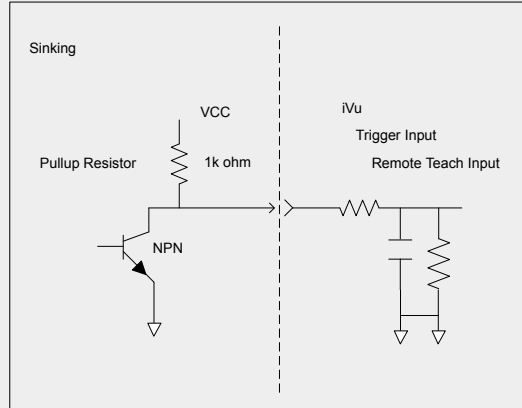 Sinking
VCC
Pullup Resistor
1k ohm
NPN
iVu
Trigger Input
Remote Teach Input